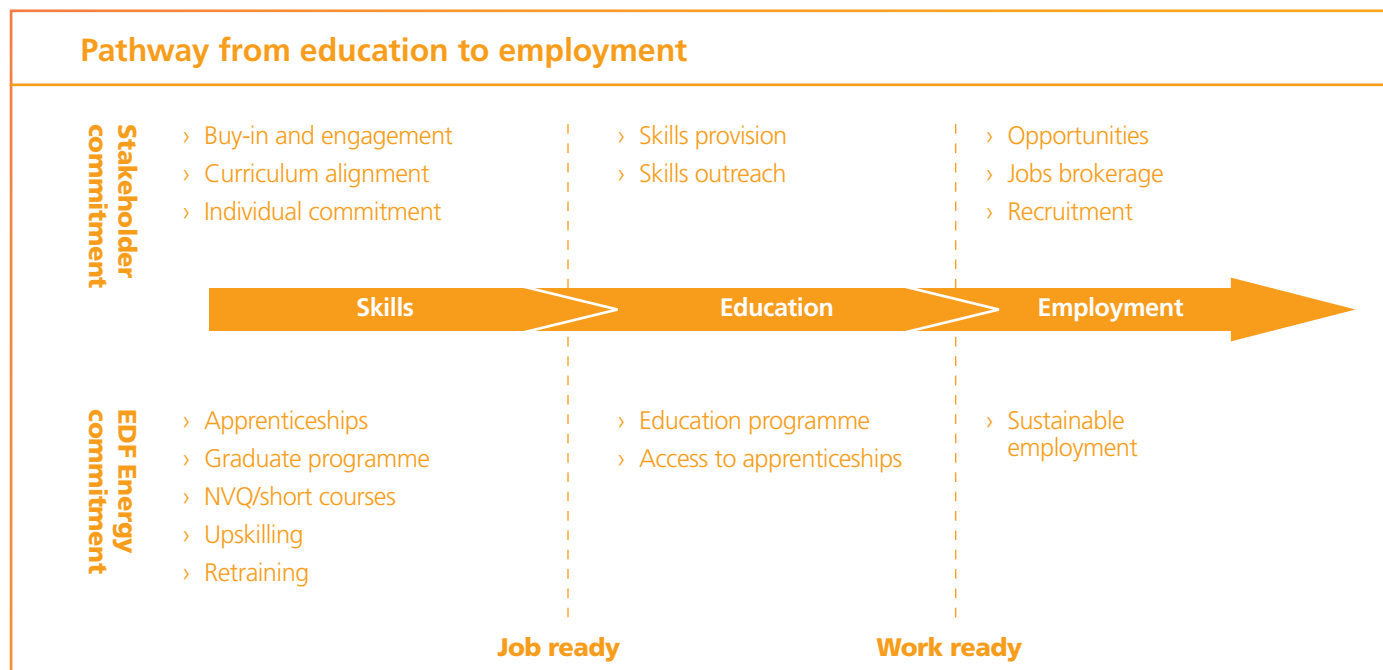 Pathway from education to employment
Stakeholder
commitment
› Buy-in and engagement
› Curriculum alignment
› Individual commitment
› Skills provision
› Skills outreach
› Opportunities
› Jobs brokerage
› Recruitment
Skills
Education
Employment
EDF Energy
commitment
› Apprenticeships
› Graduate programme
› NVQ/short courses
› Upskilling
› Retraining
› Education programme
› Access to apprenticeships
› Sustainable
employment
Job ready
Work ready